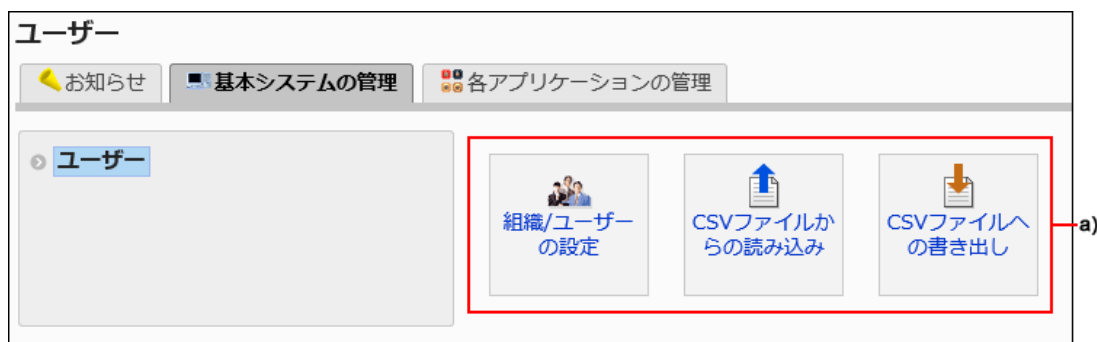 ユーザー
お知らせ
基本システムの管理
各アプリケーションの管理
ユーザー
組織/ユーザー
の設定
CSVファイルか
らの読み込み
CSVファイルへ
の書き出し
a)